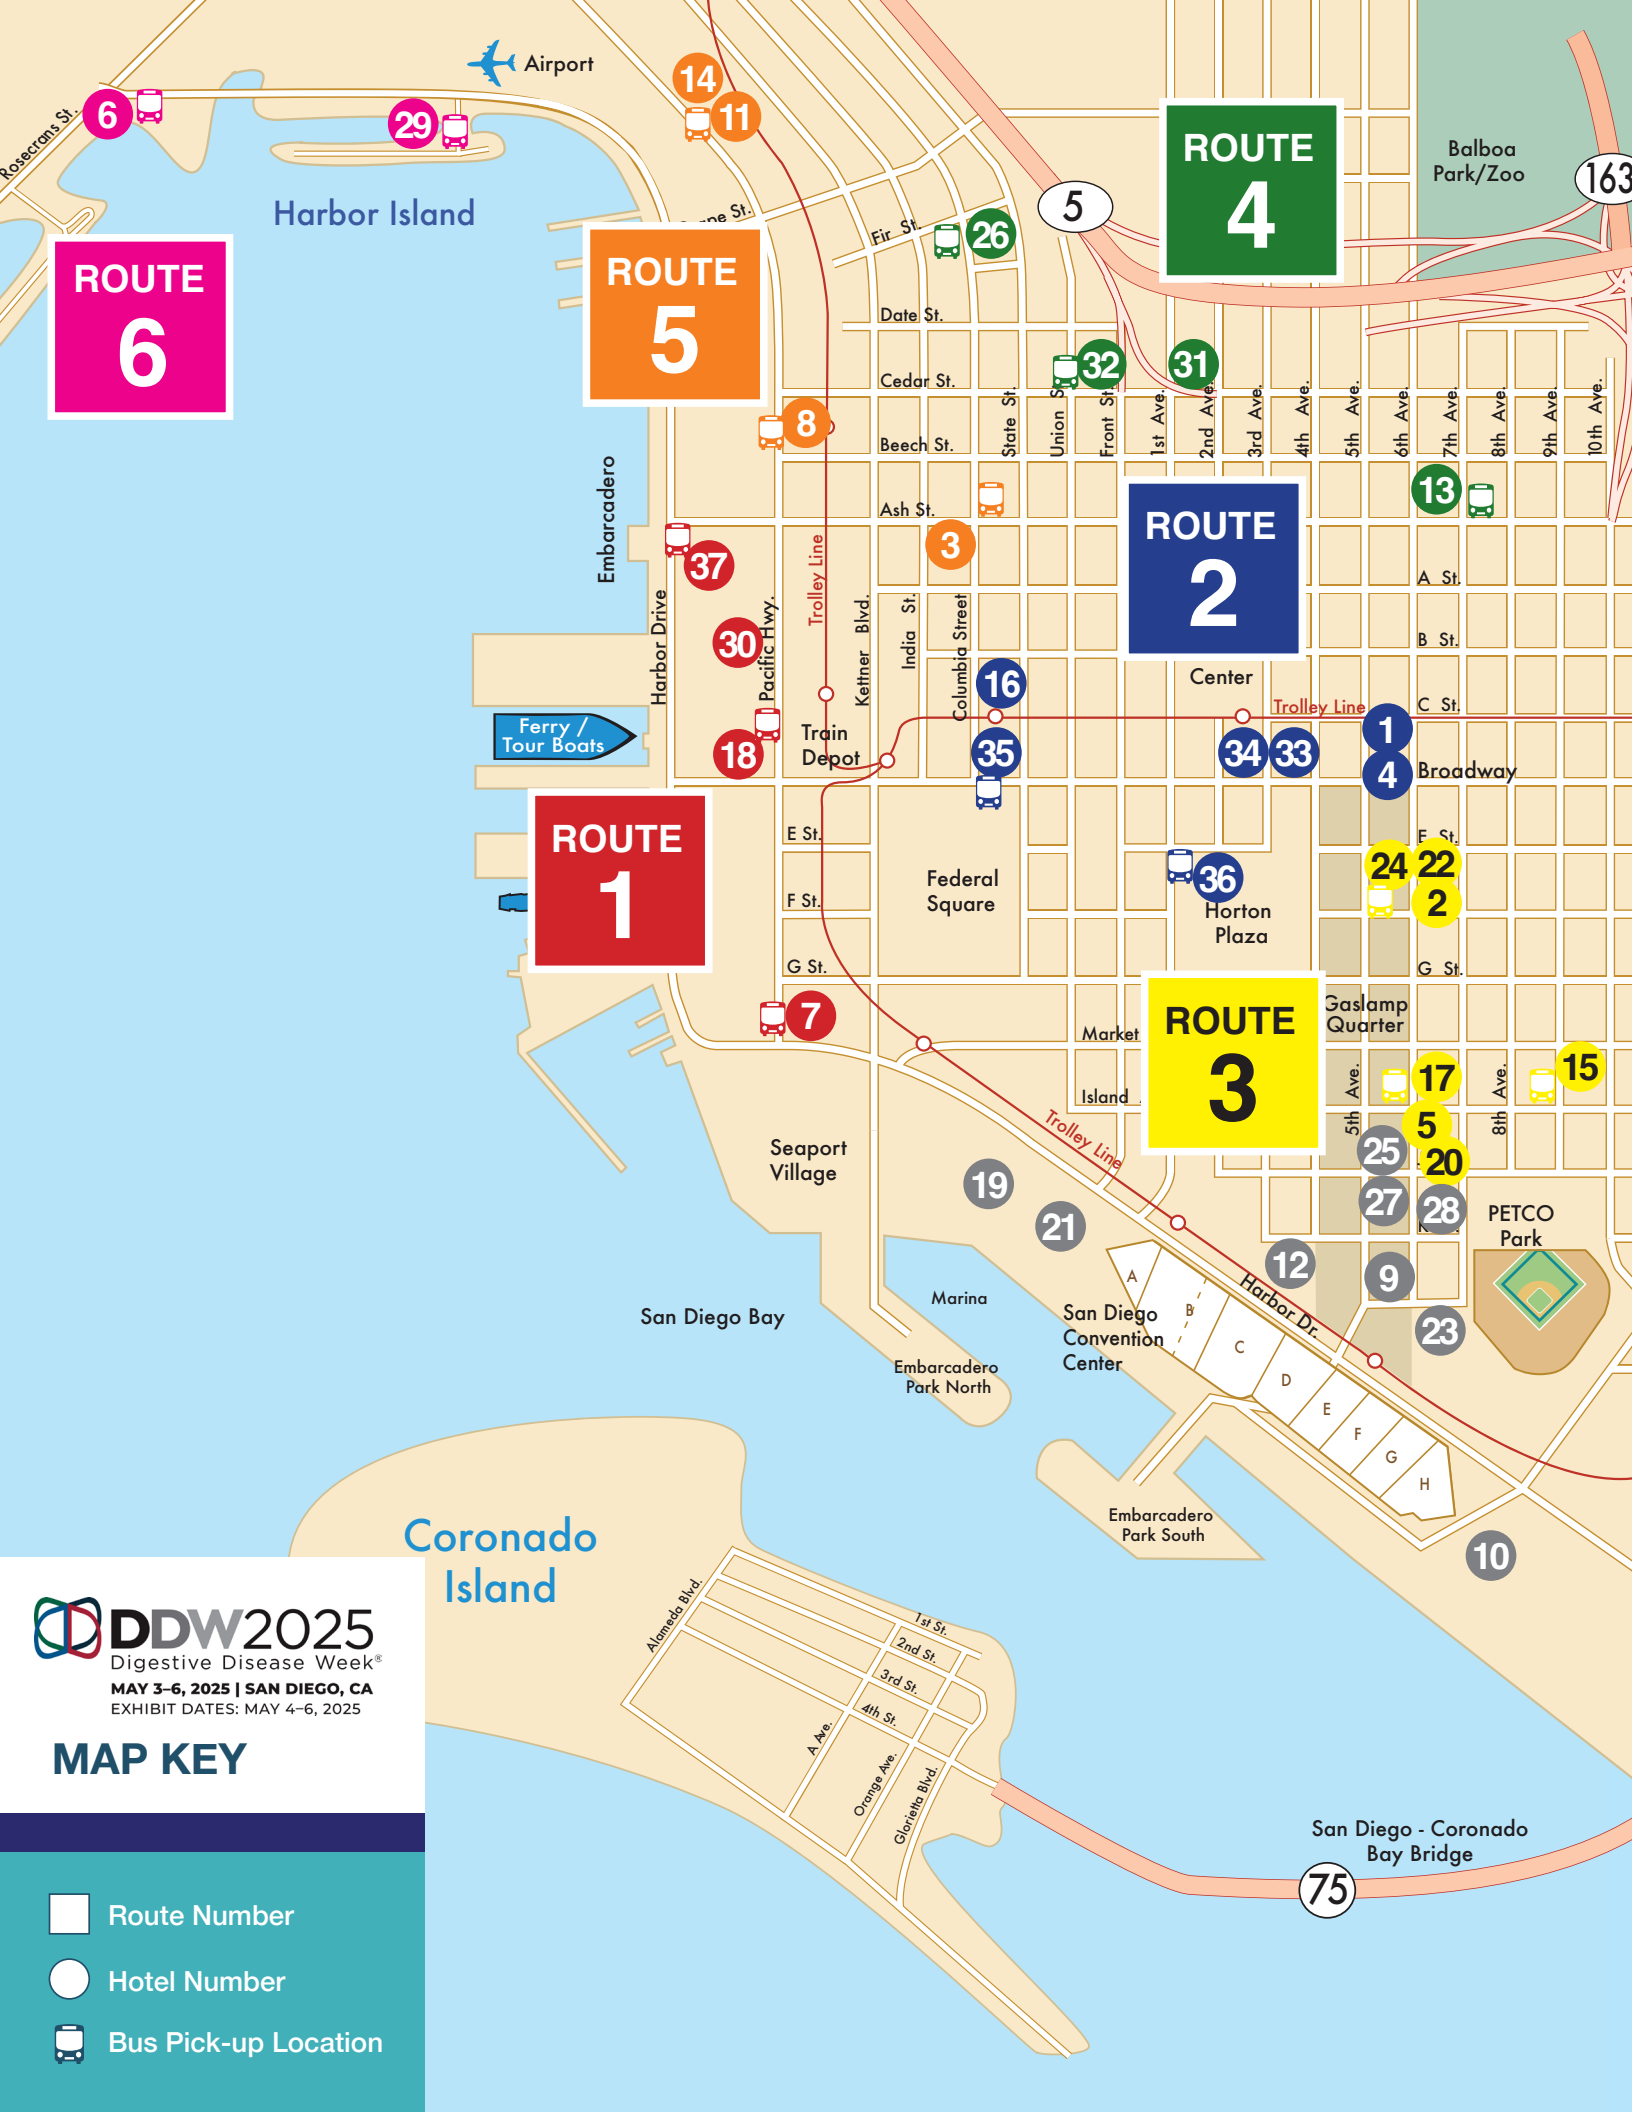 Airport
14
11
6
29
Rosecrans St.
Harbor Island
ROUTE
6
ROUTE
5
ROUTE
4
5
163
Balboa
Park/Zoo
Fir St.
26
Date St.
32
31
Cedar St.
8
Beech St.
State St.
Front St.
1st Ave.
2nd Ave.
3rd Ave.
4th Ave.
5th Ave.
6th Ave.
7th Ave.
8th Ave.
9th Ave.
10th Ave.
13
Ash St.
3
Embarcadero
37
ROUTE
2
Trolley Line
A St.
30
B St.
Harbor Drive
Pacific Hwy.
Kettner Blvd.
India St.
Columbia Street
16
Center
Trolley Line
C St.
Ferry /
Tour Boats
18
Train
Depot
35
34
33
1
4
Broadway
ROUTE
1
E St.
E St.
24
22
2
36
Horton
Plaza
Federal
Square
F St.
G St.
G St.
7
ROUTE
3
Gaslamp
Quarter
Market
Island
5th Ave.
8th Ave.
17
15
5
20
25
27
28
Trolley Line
Seaport
Village
19
21
12
9
23
PETCO
Park
Harbor Dr.
San Diego Bay
Marina
San Diego
Convention
Center
A
B
C
D
E
F
G
H
Embarcadero
Park North
Embarcadero
Park South
10
Coronado
Island
Alameda Blvd.
1st St.
2nd St.
3rd St.
4th St.
A Ave.
Orange Ave.
Glorietta Blvd.
San Diego - Coronado
Bay Bridge
75
DDW2025
Digestive Disease Week®
MAY 3–6, 2025 | SAN DIEGO, CA
EXHIBIT DATES: MAY 4–6, 2025
MAP KEY
Route Number
Hotel Number
Bus Pick-up Location